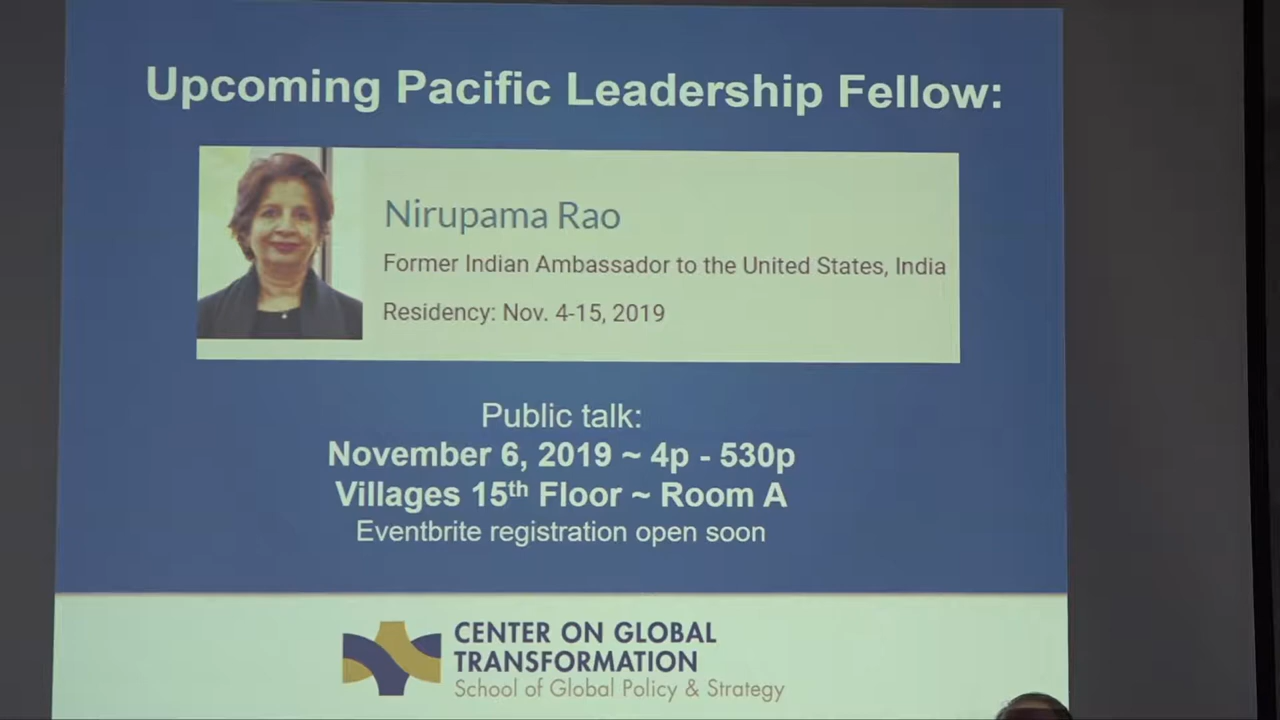 Upcoming Pacific Leadership Fellow:
Nirupama Rao
Former Indian Ambassador to the United States, India
Residency: Nov. 4-15, 2019
Public talk:
November 6, 2019 ~ 4p - 530p
Villages 15th Floor ~ Room A
Eventbrite registration open soon
CENTER ON GLOBAL
TRANSFORMATION
School of Global Policy & Strategy